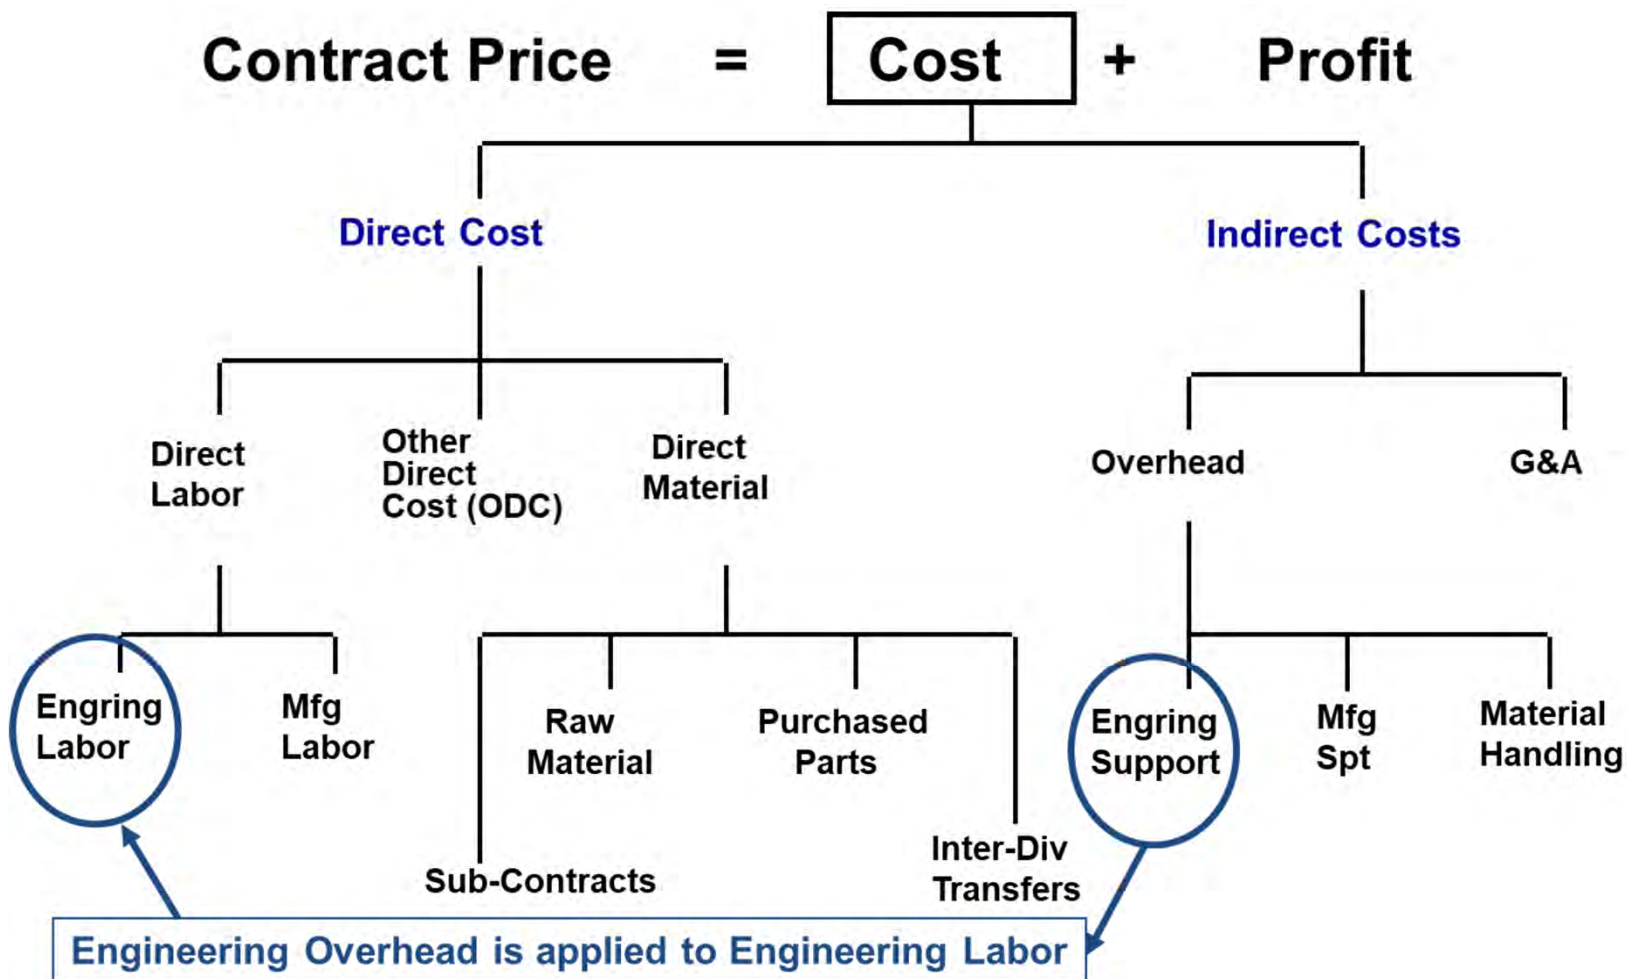 Contract Price = Cost + Profit
Direct Cost
Indirect Costs
Direct
Labor
Other
Direct
Cost (ODC)
Direct
Material
Overhead
G&A
Engring
Labor
Mfg
Labor
Raw
Material
Purchased
Parts
Engring
Support
Mfg
Spt
Material
Handling
Sub-Contracts
Inter-Div
Transfers
Engineering Overhead is applied to Engineering Labor